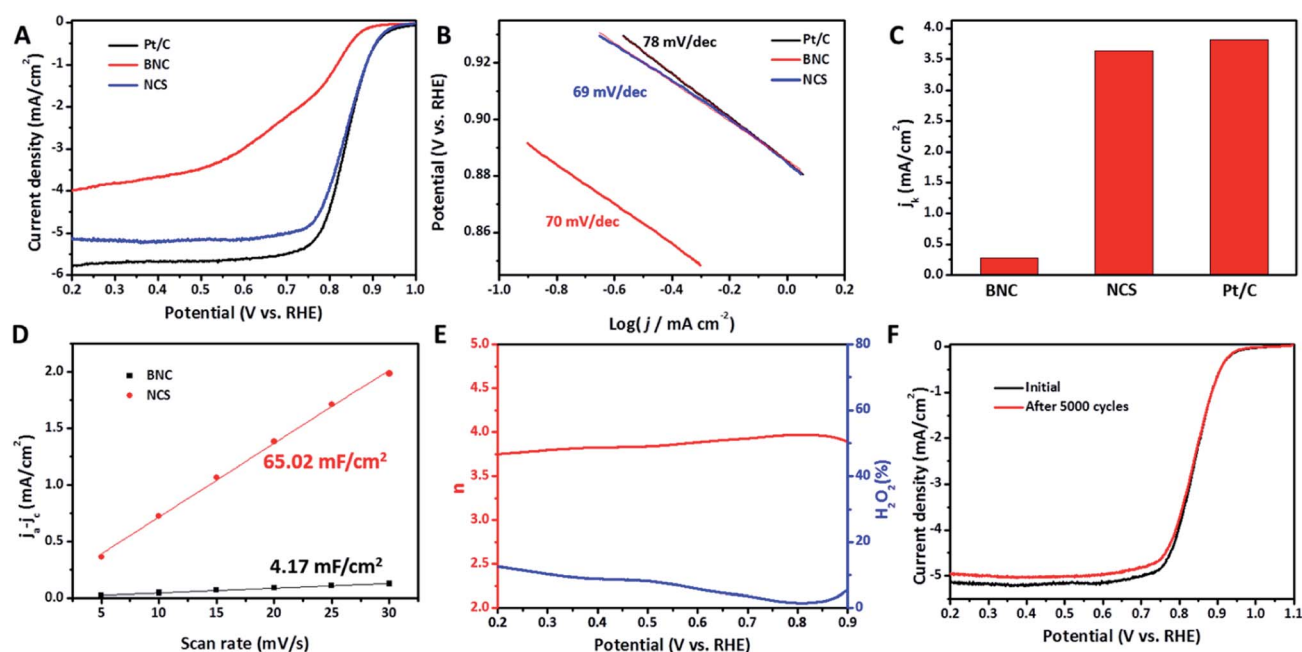 A
Pt/C
BNC
NCS
Current density (mA/cm²)
0
-1
-2
-3
-4
-5
-6
0.2 0.3 0.4 0.5 0.6 0.7 0.8 0.9 1.0
Potential (V vs. RHE)
B
78 mV/dec
69 mV/dec
70 mV/dec
Pt/C
BNC
NCS
Potential (V vs. RHE)
0.92
0.90
0.88
0.86
-1.0 -0.8 -0.6 -0.4 -0.2 0.0 0.2
Log( j / mA cm⁻²)
C
jₖ (mA/cm²)
4.0
3.5
3.0
2.5
2.0
1.5
1.0
0.5
0.0
BNC NCS Pt/C
D
BNC
NCS
65.02 mF/cm²
4.17 mF/cm²
jₐ-j꜀ (mA/cm²)
2.0
1.5
1.0
0.5
0.0
5 10 15 20 25 30
Scan rate (mV/s)
E
n
5.0
4.5
4.0
3.5
3.0
2.5
2.0
H₂O₂(%)
80
60
40
20
0
0.2 0.3 0.4 0.5 0.6 0.7 0.8 0.9
Potential (V vs. RHE)
F
Initial
After 5000 cycles
Current density (mA/cm²)
0
-1
-2
-3
-4
-5
0.2 0.3 0.4 0.5 0.6 0.7 0.8 0.9 1.0 1.1
Potential (V vs. RHE)